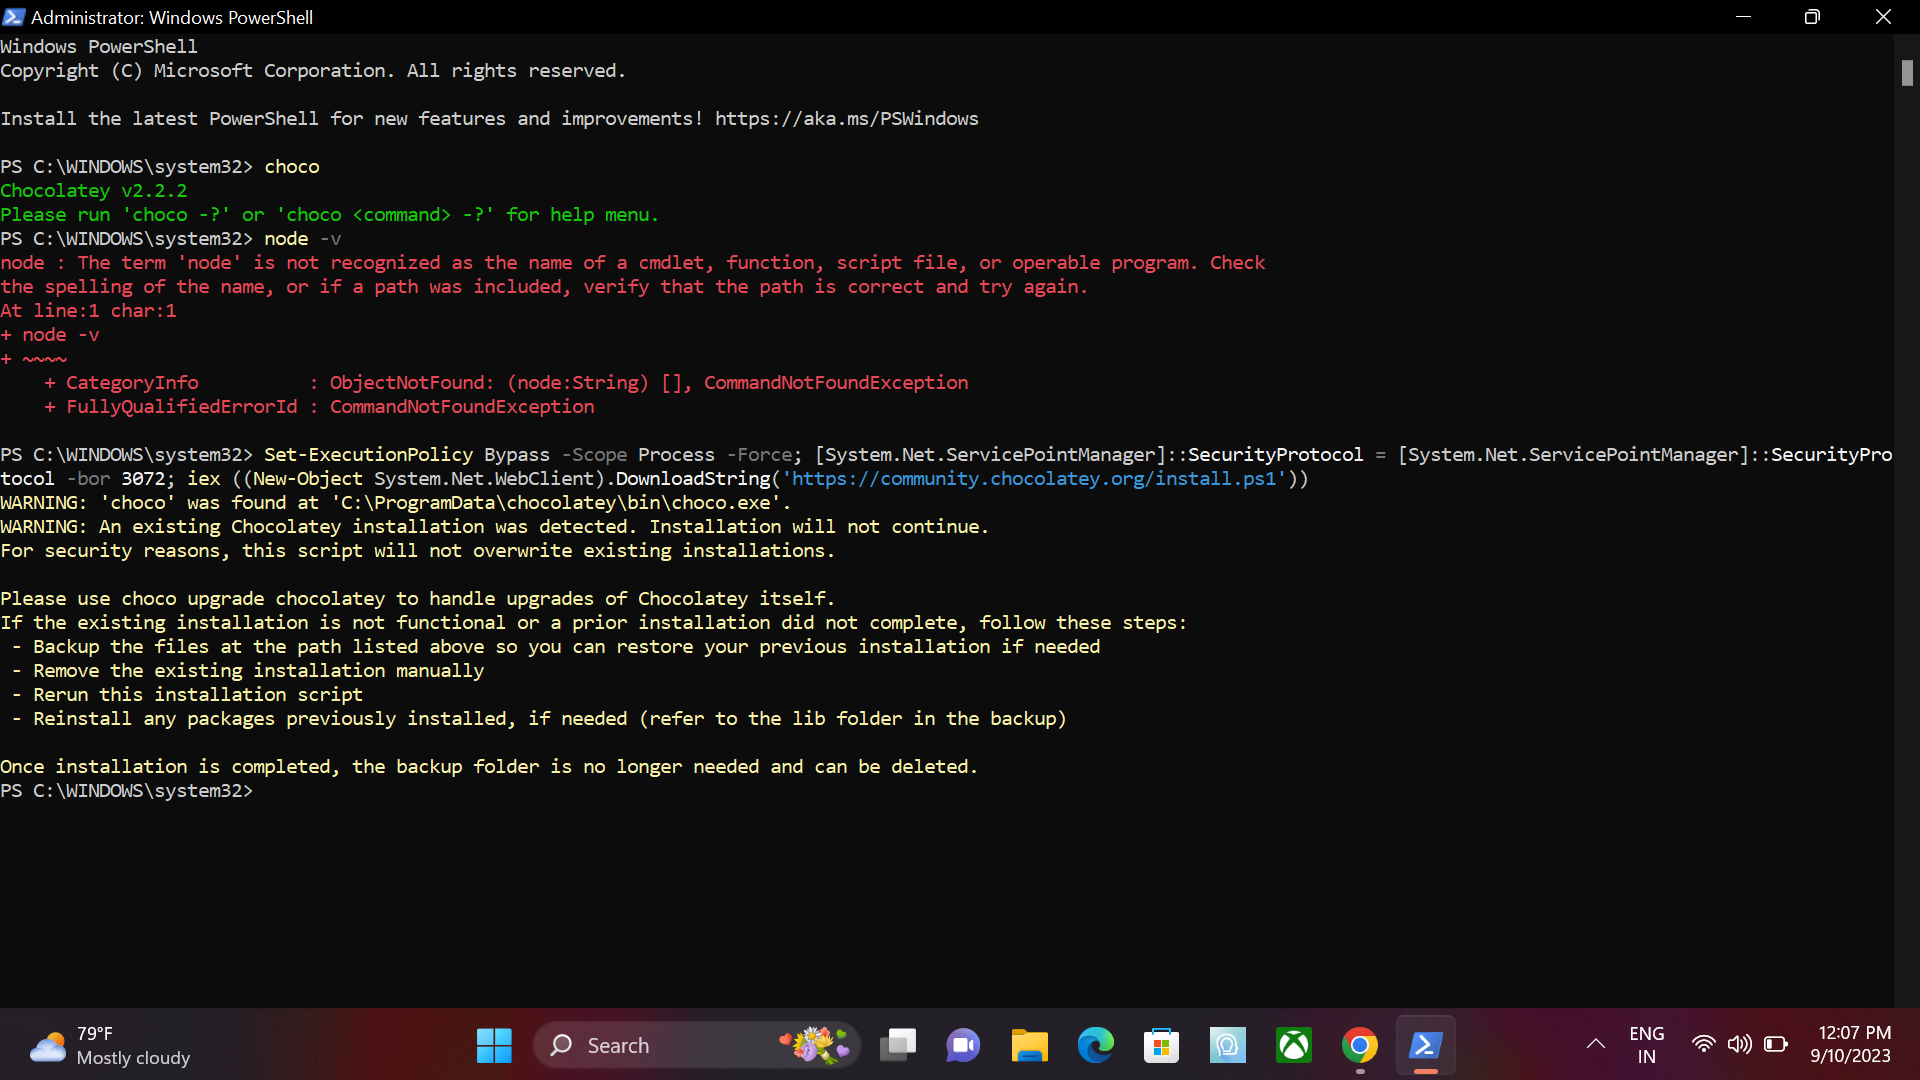 Administrator: Windows PowerShell
Windows PowerShell
Copyright (C) Microsoft Corporation. All rights reserved.
Install the latest PowerShell for new features and improvements! https://aka.ms/PSWindows
PS C:\WINDOWS\system32> choco
Chocolatey v2.2.2
Please run 'choco -?' or 'choco <command> -?' for help menu.
PS C:\WINDOWS\system32> node -v
node : The term 'node' is not recognized as the name of a cmdlet, function, script file, or operable program. Check
the spelling of the name, or if a path was included, verify that the path is correct and try again.
At line:1 char:1
+ node -v
+ ~~~~
    + CategoryInfo          : ObjectNotFound: (node:String) [], CommandNotFoundException
    + FullyQualifiedErrorId : CommandNotFoundException
PS C:\WINDOWS\system32> Set-ExecutionPolicy Bypass -Scope Process -Force; [System.Net.ServicePointManager]::SecurityProtocol = [System.Net.ServicePointManager]::SecurityPro
tocol -bor 3072; iex ((New-Object System.Net.WebClient).DownloadString('https://community.chocolatey.org/install.ps1'))
WARNING: 'choco' was found at 'C:\ProgramData\chocolatey\bin\choco.exe'.
WARNING: An existing Chocolatey installation was detected. Installation will not continue.
For security reasons, this script will not overwrite existing installations.
Please use choco upgrade chocolatey to handle upgrades of Chocolatey itself.
If the existing installation is not functional or a prior installation did not complete, follow these steps:
 - Backup the files at the path listed above so you can restore your previous installation if needed
 - Remove the existing installation manually
 - Rerun this installation script
 - Reinstall any packages previously installed, if needed (refer to the lib folder in the backup)
Once installation is completed, the backup folder is no longer needed and can be deleted.
PS C:\WINDOWS\system32>
79°F
Mostly cloudy
Search
ENG
IN
12:07 PM
9/10/2023